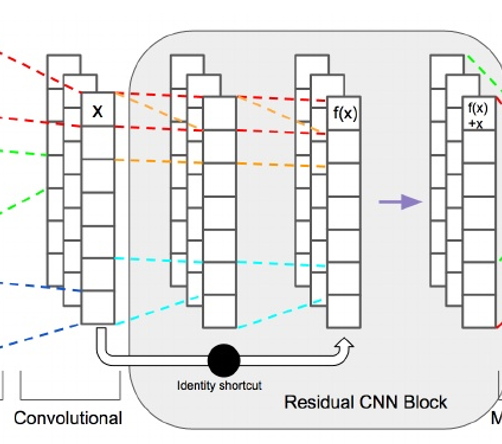 X
f(x)
f(x)
+x
Identity shortcut
Residual CNN Block
Convolutional
M